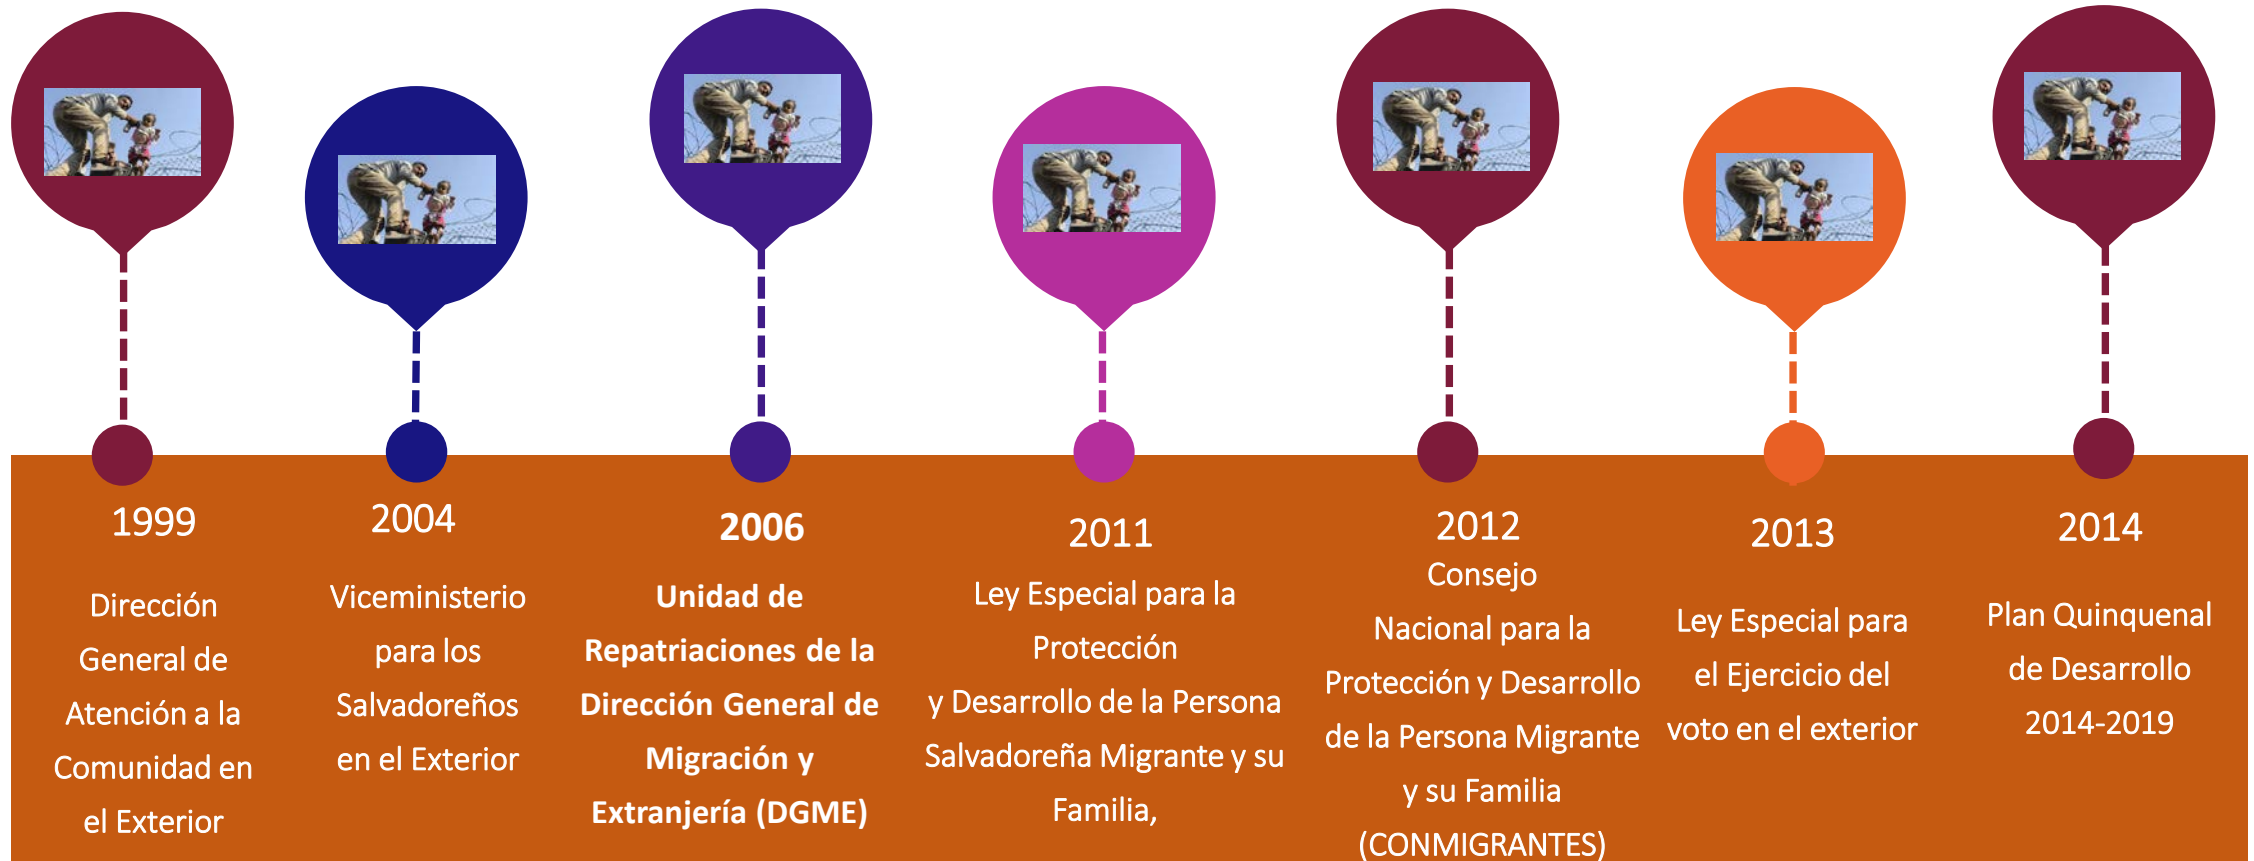 1999
Dirección
General de
Atención a la
Comunidad en
el Exterior
2004
Viceministerio
para los
Salvadoreños
en el Exterior
2006
Unidad de
Repatriaciones de la
Dirección General de
Migración y
Extranjería (DGME)
2011
Ley Especial para la
Protección
y Desarrollo de la Persona
Salvadoreña Migrante y su
Familia,
2012
Consejo
Nacional para la
Protección y Desarrollo
de la Persona Migrante
y su Familia
(CONMIGRANTES)
2013
Ley Especial para
el Ejercicio del
voto en el exterior
2014
Plan Quinquenal
de Desarrollo
2014-2019